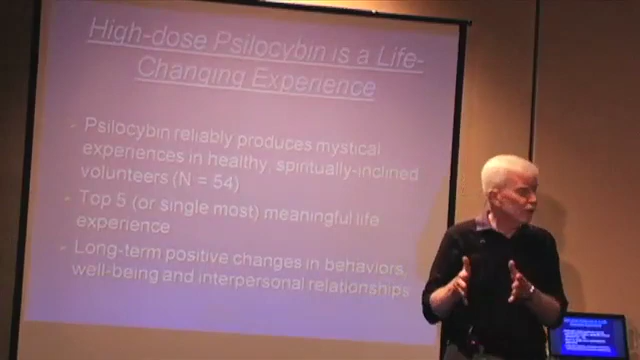 High-dose Psilocybin is a Life-
Changing Experience
Psilocybin reliably produces mystical
experiences in healthy, spiritually-inclined
volunteers (N = 54)
Top 5 (or single most) meaningful life
experience
Long-term positive changes in behaviors,
well-being and interpersonal relationships